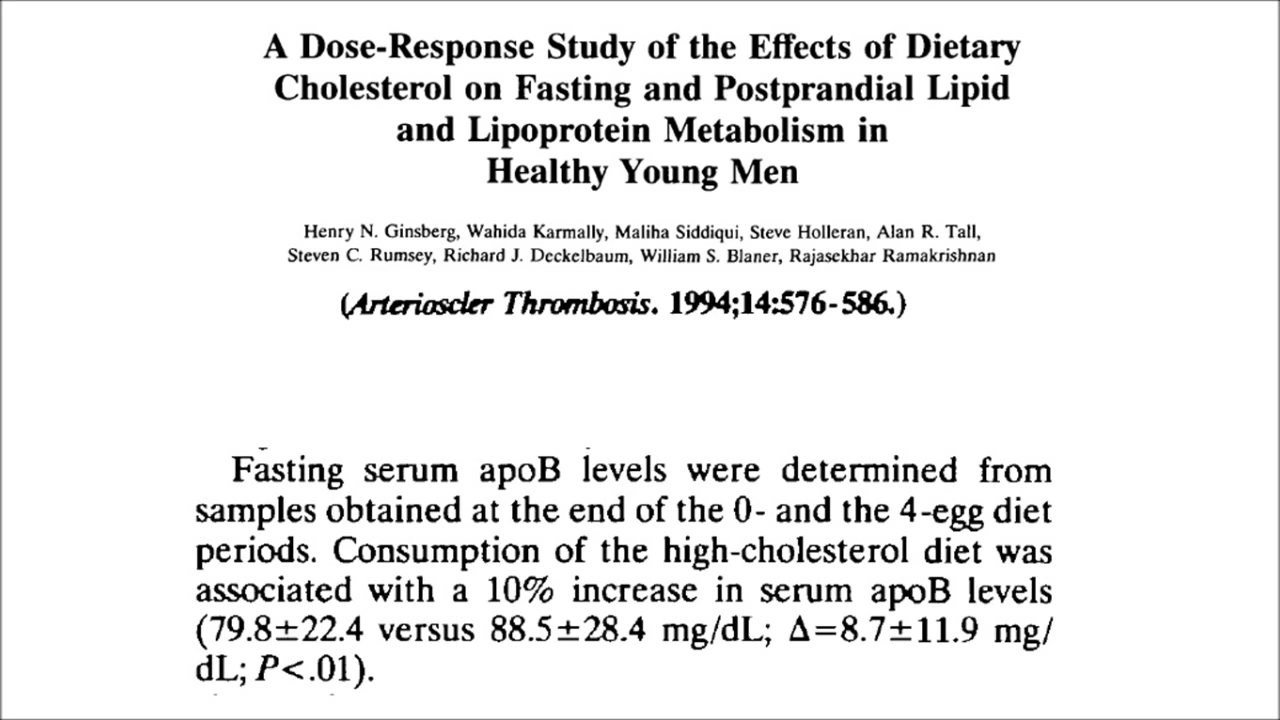 A Dose-Response Study of the Effects of Dietary
Cholesterol on Fasting and Postprandial Lipid
and Lipoprotein Metabolism in
Healthy Young Men
Henry N. Ginsberg, Wahida Karmally, Maliha Siddiqui, Steve Holleran, Alan R. Tall,
Steven C. Rumsey, Richard J. Deckelbaum, William S. Blaner, Rajasekhar Ramakrishnan
(Arterioscler Thrombosis. 1994;14:576-586.)
Fasting serum apoB levels were determined from
samples obtained at the end of the 0- and the 4-egg diet
periods. Consumption of the high-cholesterol diet was
associated with a 10% increase in serum apoB levels
(79.8±22.4 versus 88.5±28.4 mg/dL; Δ=8.7±11.9 mg/
dL; P<.01).